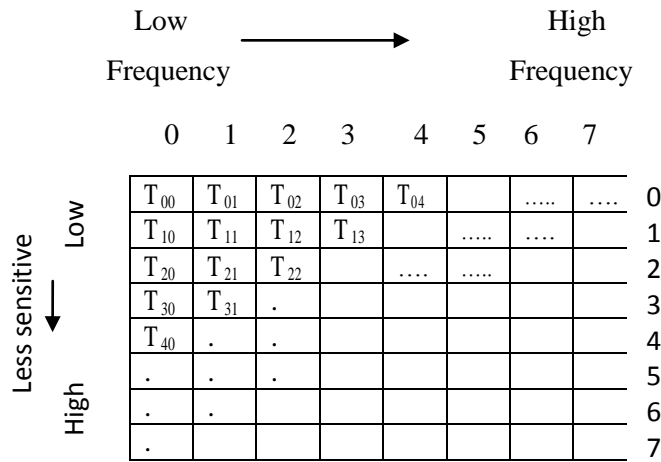 Low High
Frequency Frequency
0 1 2 3 4 5 6 7
T00 T01 T02 T03 T04 ..... .... 0
T10 T11 T12 T13 ..... .... 1
T20 T21 T22 .... ..... 2
T30 T31 . 3
T40 . . 4
. . . 5
. . 6
. 7
Less sensitive
Low
High